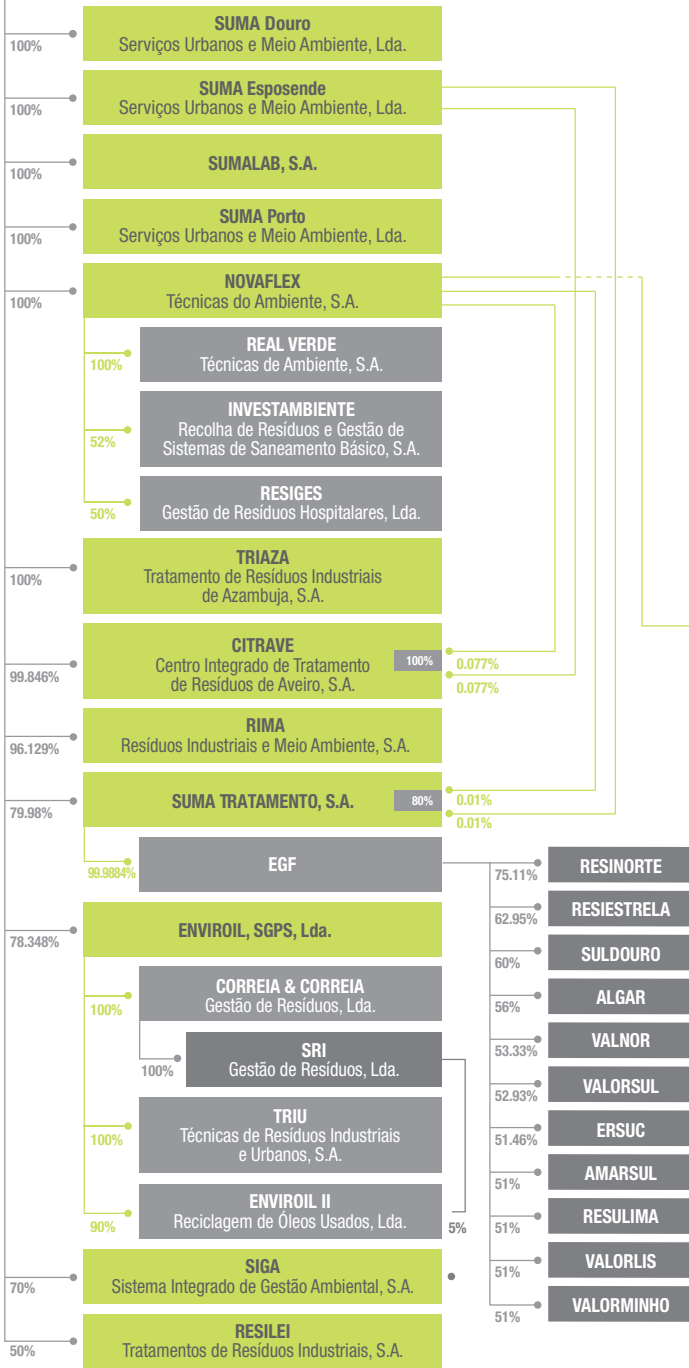 SUMA Douro
Serviços Urbanos e Meio Ambiente, Lda.
100%
SUMA Esposende
Serviços Urbanos e Meio Ambiente, Lda.
100%
SUMALAB, S.A.
100%
SUMA Porto
Serviços Urbanos e Meio Ambiente, Lda.
100%
NOVAFLEX
Técnicas do Ambiente, S.A.
100%
REAL VERDE
Técnicas de Ambiente, S.A.
100%
INVESTAMBIENTE
Recolha de Resíduos e Gestão de
Sistemas de Saneamento Básico, S.A.
52%
RESIGES
Gestão de Resíduos Hospitalares, Lda.
50%
TRIAZA
Tratamento de Resíduos Industriais
de Azambuja, S.A.
100%
CITRAVE
Centro Integrado de Tratamento
de Resíduos de Aveiro, S.A.
100%
0.077%
0.077%
99.846%
RIMA
Resíduos Industriais e Meio Ambiente, S.A.
96.129%
SUMA TRATAMENTO, S.A.
80%
0.01%
0.01%
79.98%
EGF
99.9884%
RESINORTE
75.11%
RESIESTRELA
62.95%
SULDOURO
60%
ALGAR
56%
VALNOR
53.33%
VALORSUL
52.93%
ERSUC
51.46%
AMARSUL
51%
RESULIMA
51%
VALORLIS
51%
VALORMINHO
51%
ENVIROIL, SGPS, Lda.
78.348%
CORREIA & CORREIA
Gestão de Resíduos, Lda.
100%
SRI
Gestão de Resíduos, Lda.
100%
TRIU
Técnicas de Resíduos Industriais
e Urbanos, S.A.
100%
ENVIROIL II
Reciclagem de Óleos Usados, Lda.
90%
5%
SIGA
Sistema Integrado de Gestão Ambiental, S.A.
70%
RESILEI
Tratamentos de Resíduos Industriais, S.A.
50%